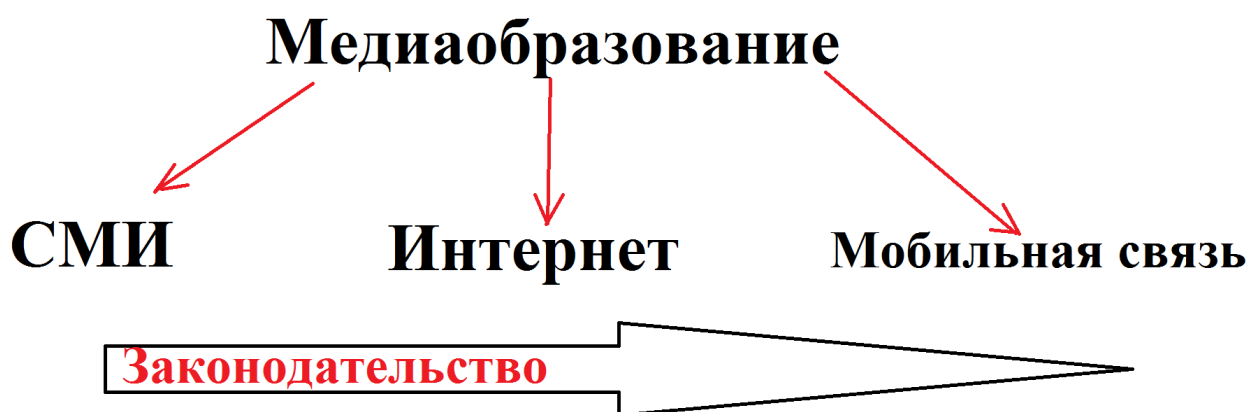 Медиаобразование
СМИ Интернет Мобильная связь
Законодательство